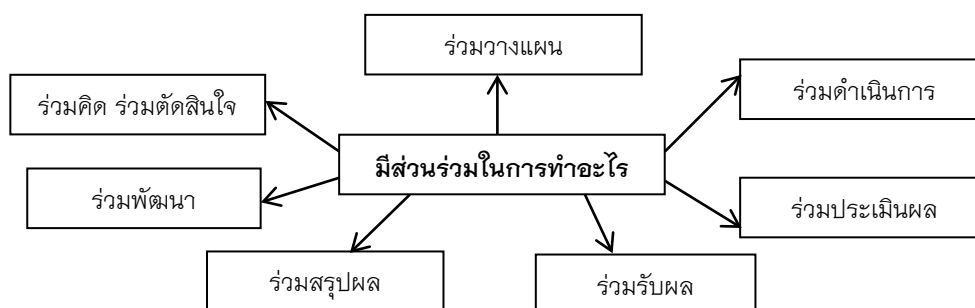 ร่วมวางแผน
ร่วมคิด ร่วมตัดสินใจ
ร่วมดำเนินการ
มีส่วนร่วมในการทำอะไร
ร่วมพัฒนา
ร่วมประเมินผล
ร่วมสรุปผล
ร่วมรับผล